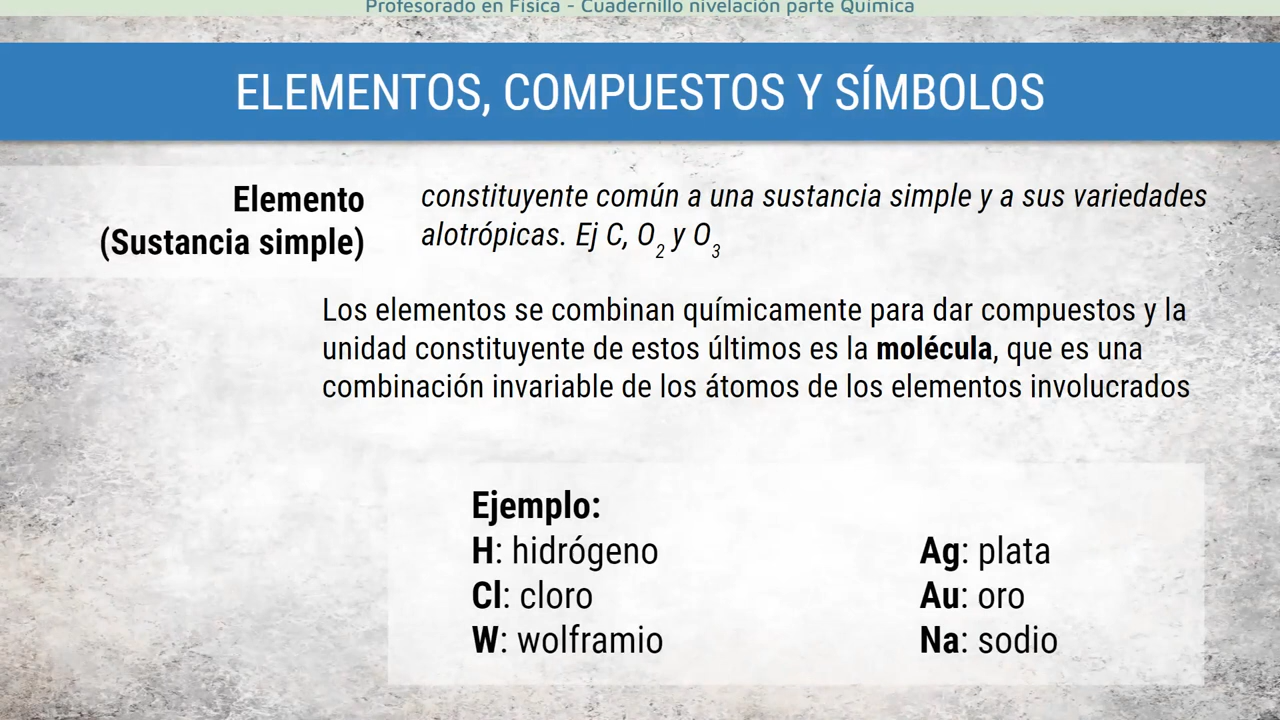 Profesorado en Física - Cuadernillo nivelación parte Química
ELEMENTOS, COMPUESTOS Y SÍMBOLOS
Elemento
(Sustancia simple)
constituyente común a una sustancia simple y a sus variedades
alotrópicas. Ej C, O₂ y O₃
Los elementos se combinan químicamente para dar compuestos y la
unidad constituyente de estos últimos es la molécula, que es una
combinación invariable de los átomos de los elementos involucrados
Ejemplo:
H: hidrógeno
Cl: cloro
W: wolframio
Ag: plata
Au: oro
Na: sodio